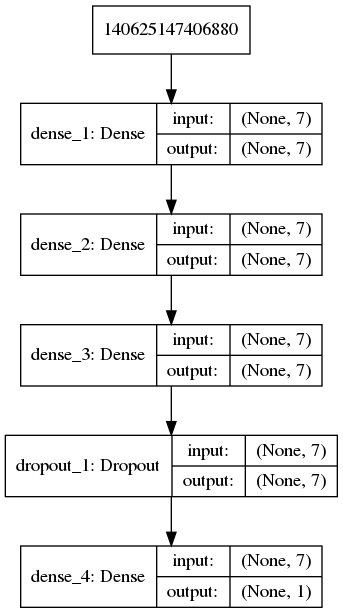 140625147406880
dense_1: Dense
input: (None, 7)
output: (None, 7)
dense_2: Dense
input: (None, 7)
output: (None, 7)
dense_3: Dense
input: (None, 7)
output: (None, 7)
dropout_1: Dropout
input: (None, 7)
output: (None, 7)
dense_4: Dense
input: (None, 7)
output: (None, 1)